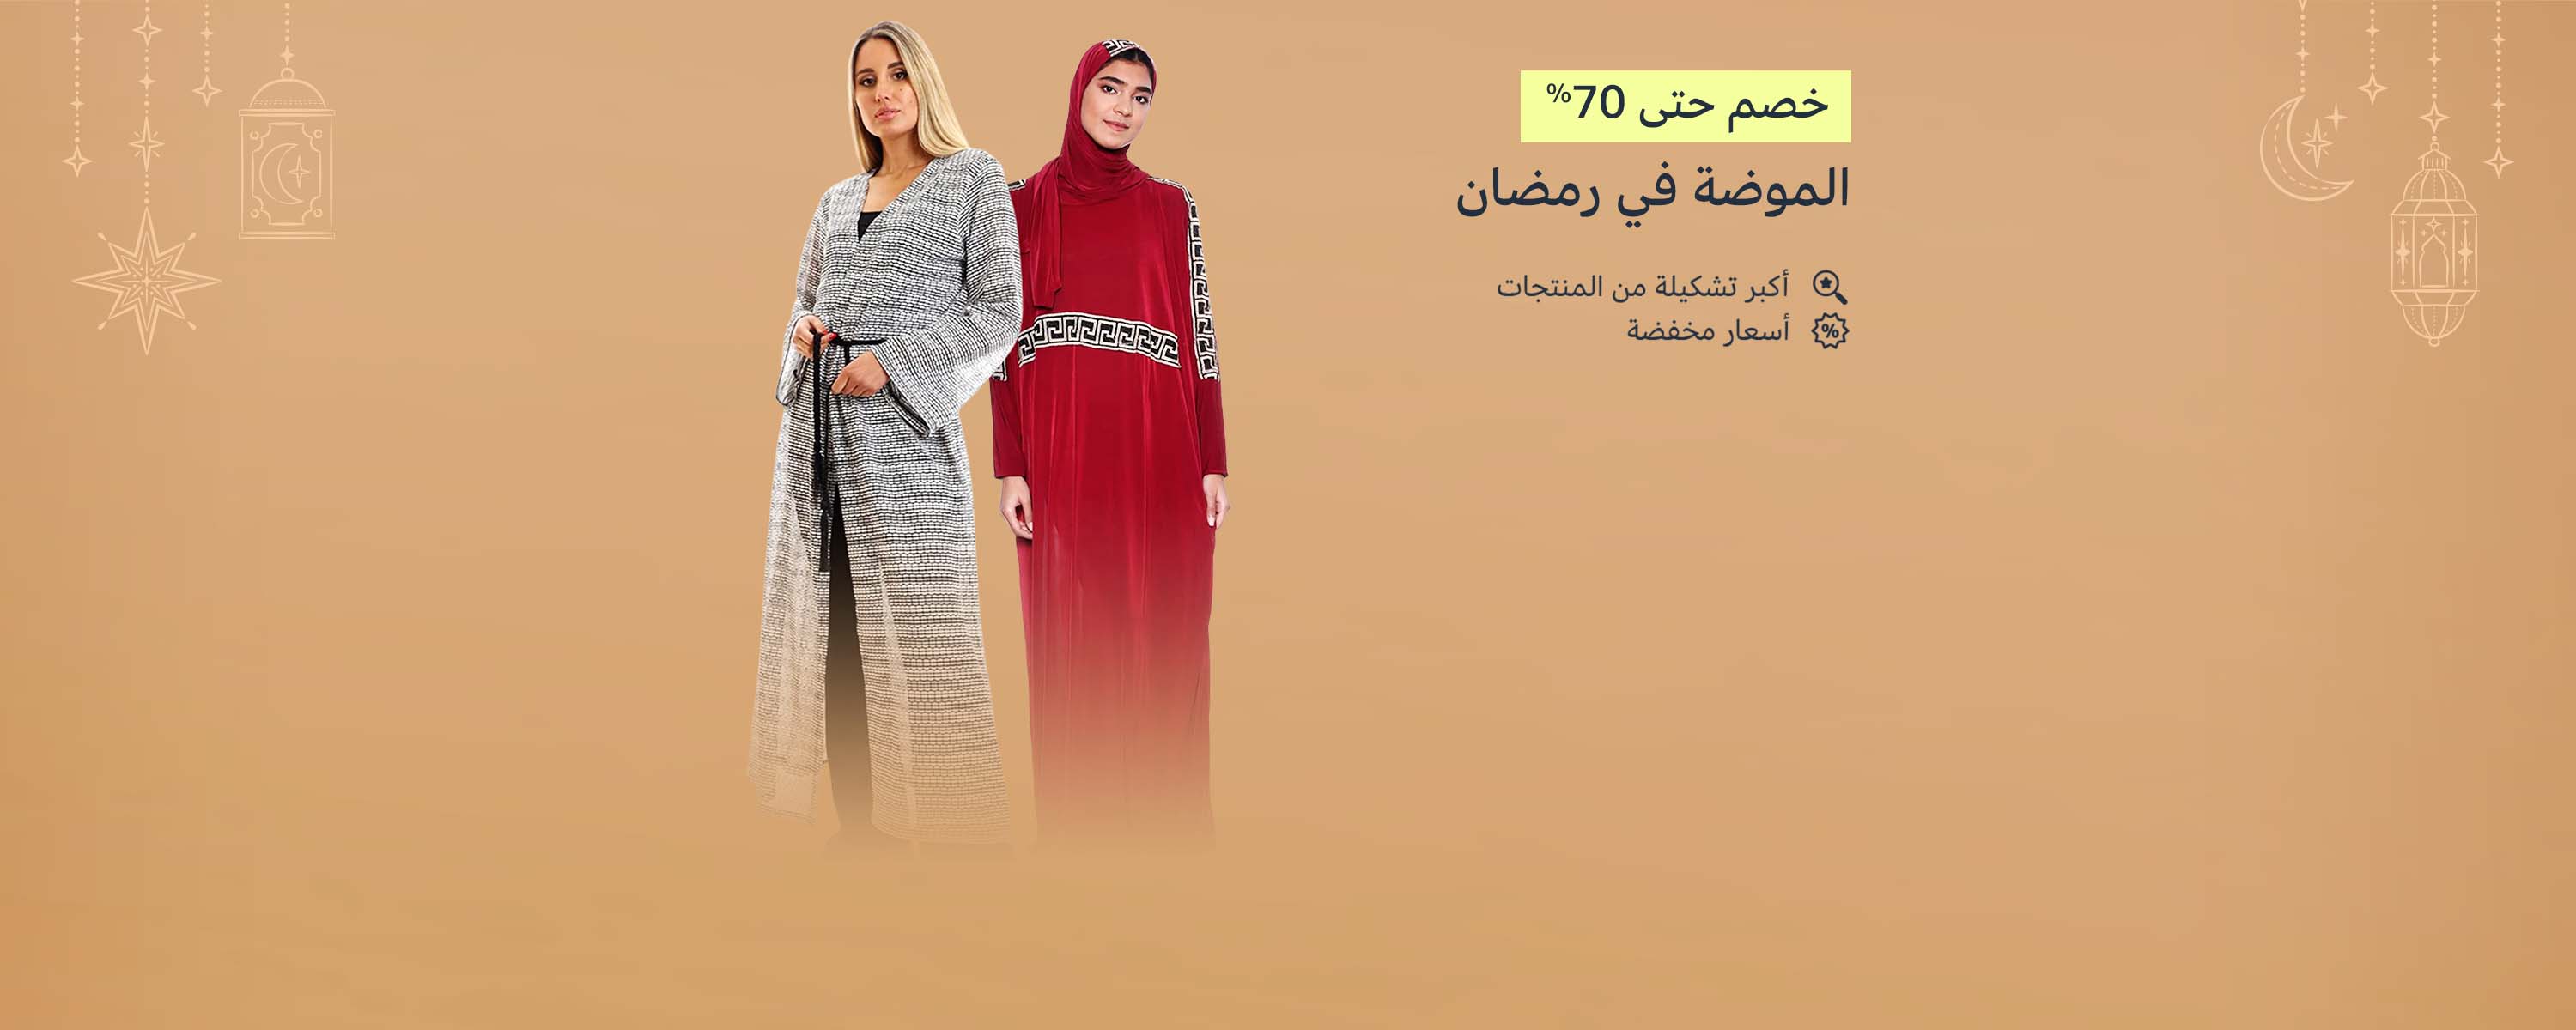 خصم حتى 70%
الموضة في رمضان
أكبر تشكيلة من المنتجات
أسعار مخفضة